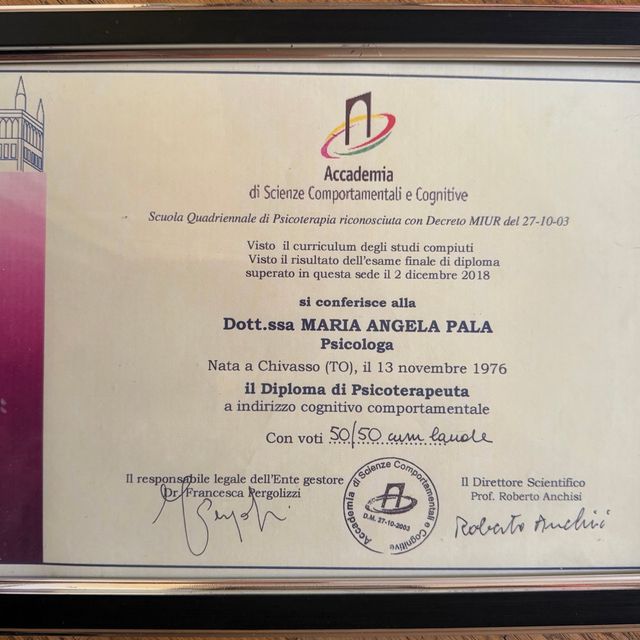 Accademia
di Scienze Comportamentali e Cognitive
Scuola Quadriennale di Psicoterapia riconosciuta con Decreto MIUR del 27-10-03
Visto il curriculum degli studi compiuti
Visto il risultato dell'esame finale di diploma
superato in questa sede il 2 dicembre 2018
si conferisce alla
Dott.ssa MARIA ANGELA PALA
Psicologa
Nata a Chivasso (TO), il 13 novembre 1976
il Diploma di Psicoterapeuta
a indirizzo cognitivo comportamentale
Con voti 50/50 cum laude
Il responsabile legale dell'Ente gestore
Dr. Francesca Pergolizzi
Accademia di Scienze Comportamentali e Cognitive
D.M. 27-10-2003
Il Direttore Scientifico
Prof. Roberto Anchisi
Roberto Anchisi